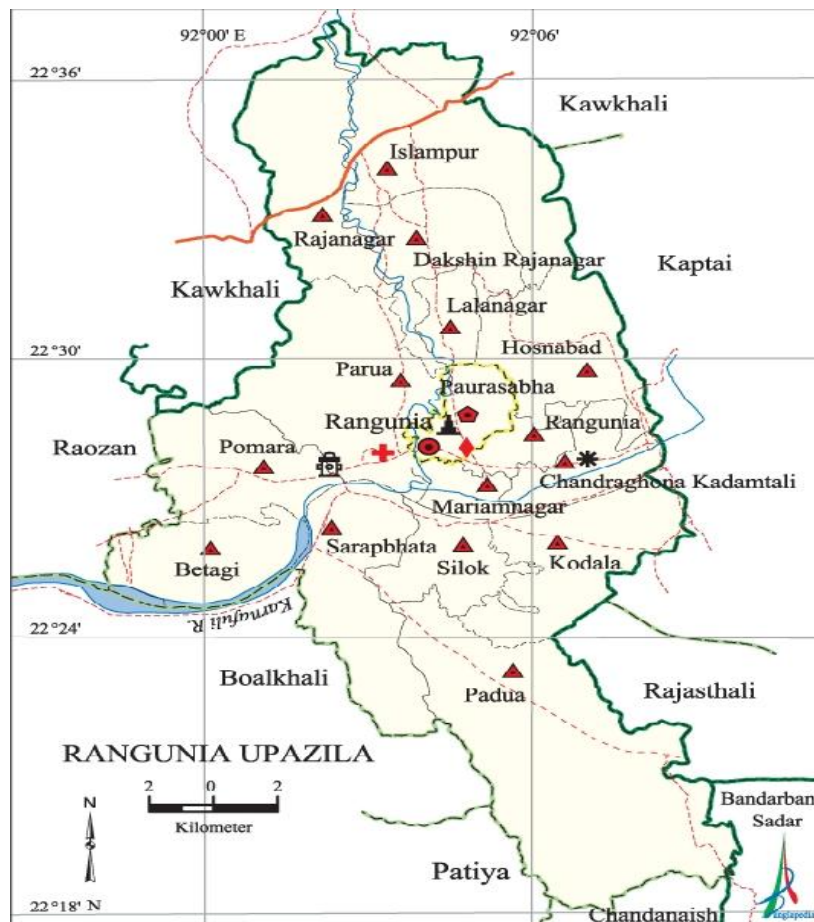 92°00' E
92°06'
22°36'
Kawkhali
Islampur
Rajanagar
Dakshin Rajanagar
Kaptai
Kawkhali
Lalanagar
22°30'
Hosnabad
Parua
Paurasabha
Rangunia
Rangunia
Raozan
Pomara
Chandraghona Kadamtali
Mariamnagar
Sarapbhata
Silok
Kodala
Betagi
Karnafuli R.
22°24'
Boalkhali
Padua
Rajasthali
RANGUNIA UPAZILA
2 0 2
Kilometer
N
Bandarban
Sadar
Patiya
22°18' N
Chandanaish
anglapedia